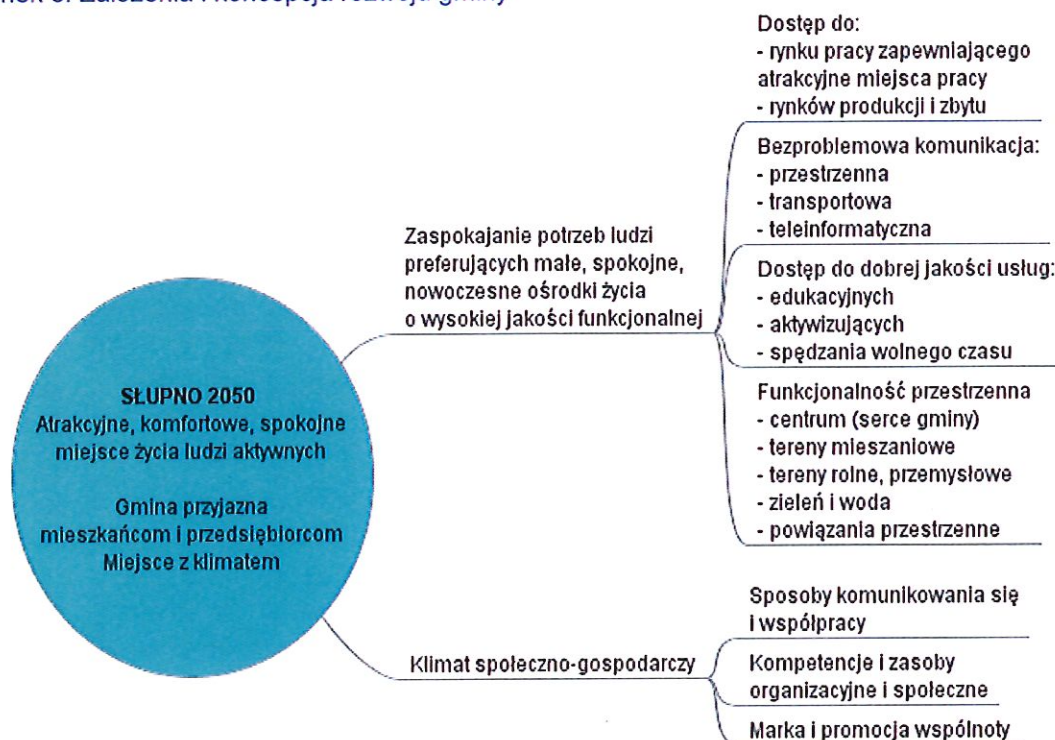 Założenia i koncepcja rozwoju gminy
SŁUPNO 2050
Atrakcyjne, komfortowe, spokojne
miejsce życia ludzi aktywnych
Gmina przyjazna
mieszkańcom i przedsiębiorcom
Miejsce z klimatem
Zaspokajanie potrzeb ludzi
preferujących małe, spokojne,
nowoczesne ośrodki życia
o wysokiej jakości funkcjonalnej
Dostęp do:
- rynku pracy zapewniającego
atrakcyjne miejsca pracy
- rynków produkcji i zbytu
Bezproblemowa komunikacja:
- przestrzenna
- transportowa
- teleinformatyczna
Dostęp do dobrej jakości usług:
- edukacyjnych
- aktywizujących
- spędzania wolnego czasu
Funkcjonalność przestrzenna
- centrum (serce gminy)
- tereny mieszaniowe
- tereny rolne, przemysłowe
- zieleń i woda
- powiązania przestrzenne
Klimat społeczno-gospodarczy
Sposoby komunikowania się
i współpracy
Kompetencje i zasoby
organizacyjne i społeczne
Marka i promocja wspólnoty